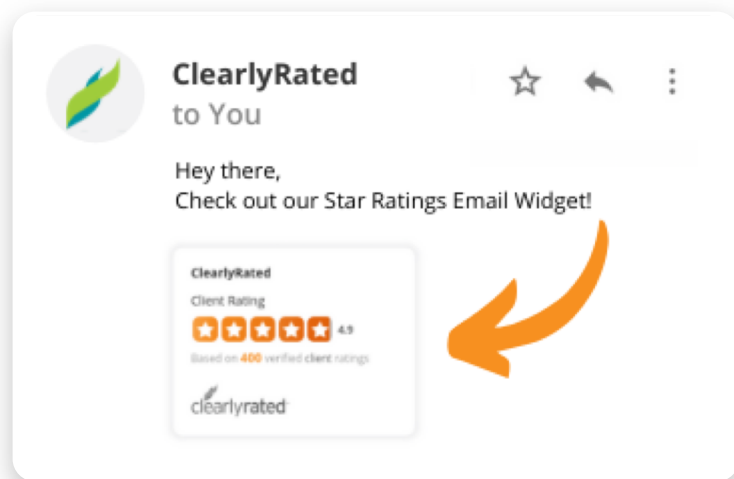 ClearlyRated
to You
Hey there,
Check out our Star Ratings Email Widget!
ClearlyRated
Client Rating
4.9
Based on 400 verified client ratings
clearlyrated